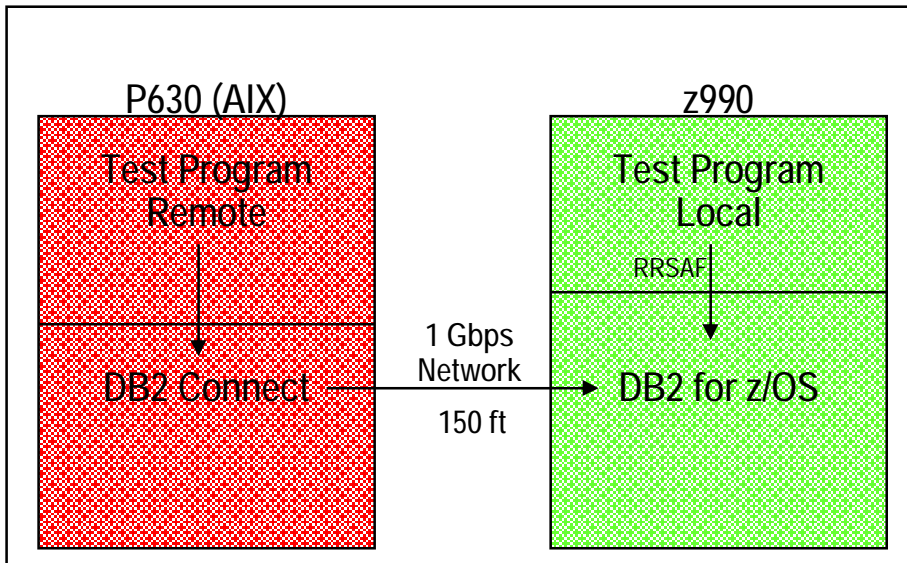 P630 (AIX)
Test Program
Remote
DB2 Connect
1 Gbps
Network
150 ft
z990
Test Program
Local
RRSAF
DB2 for z/OS